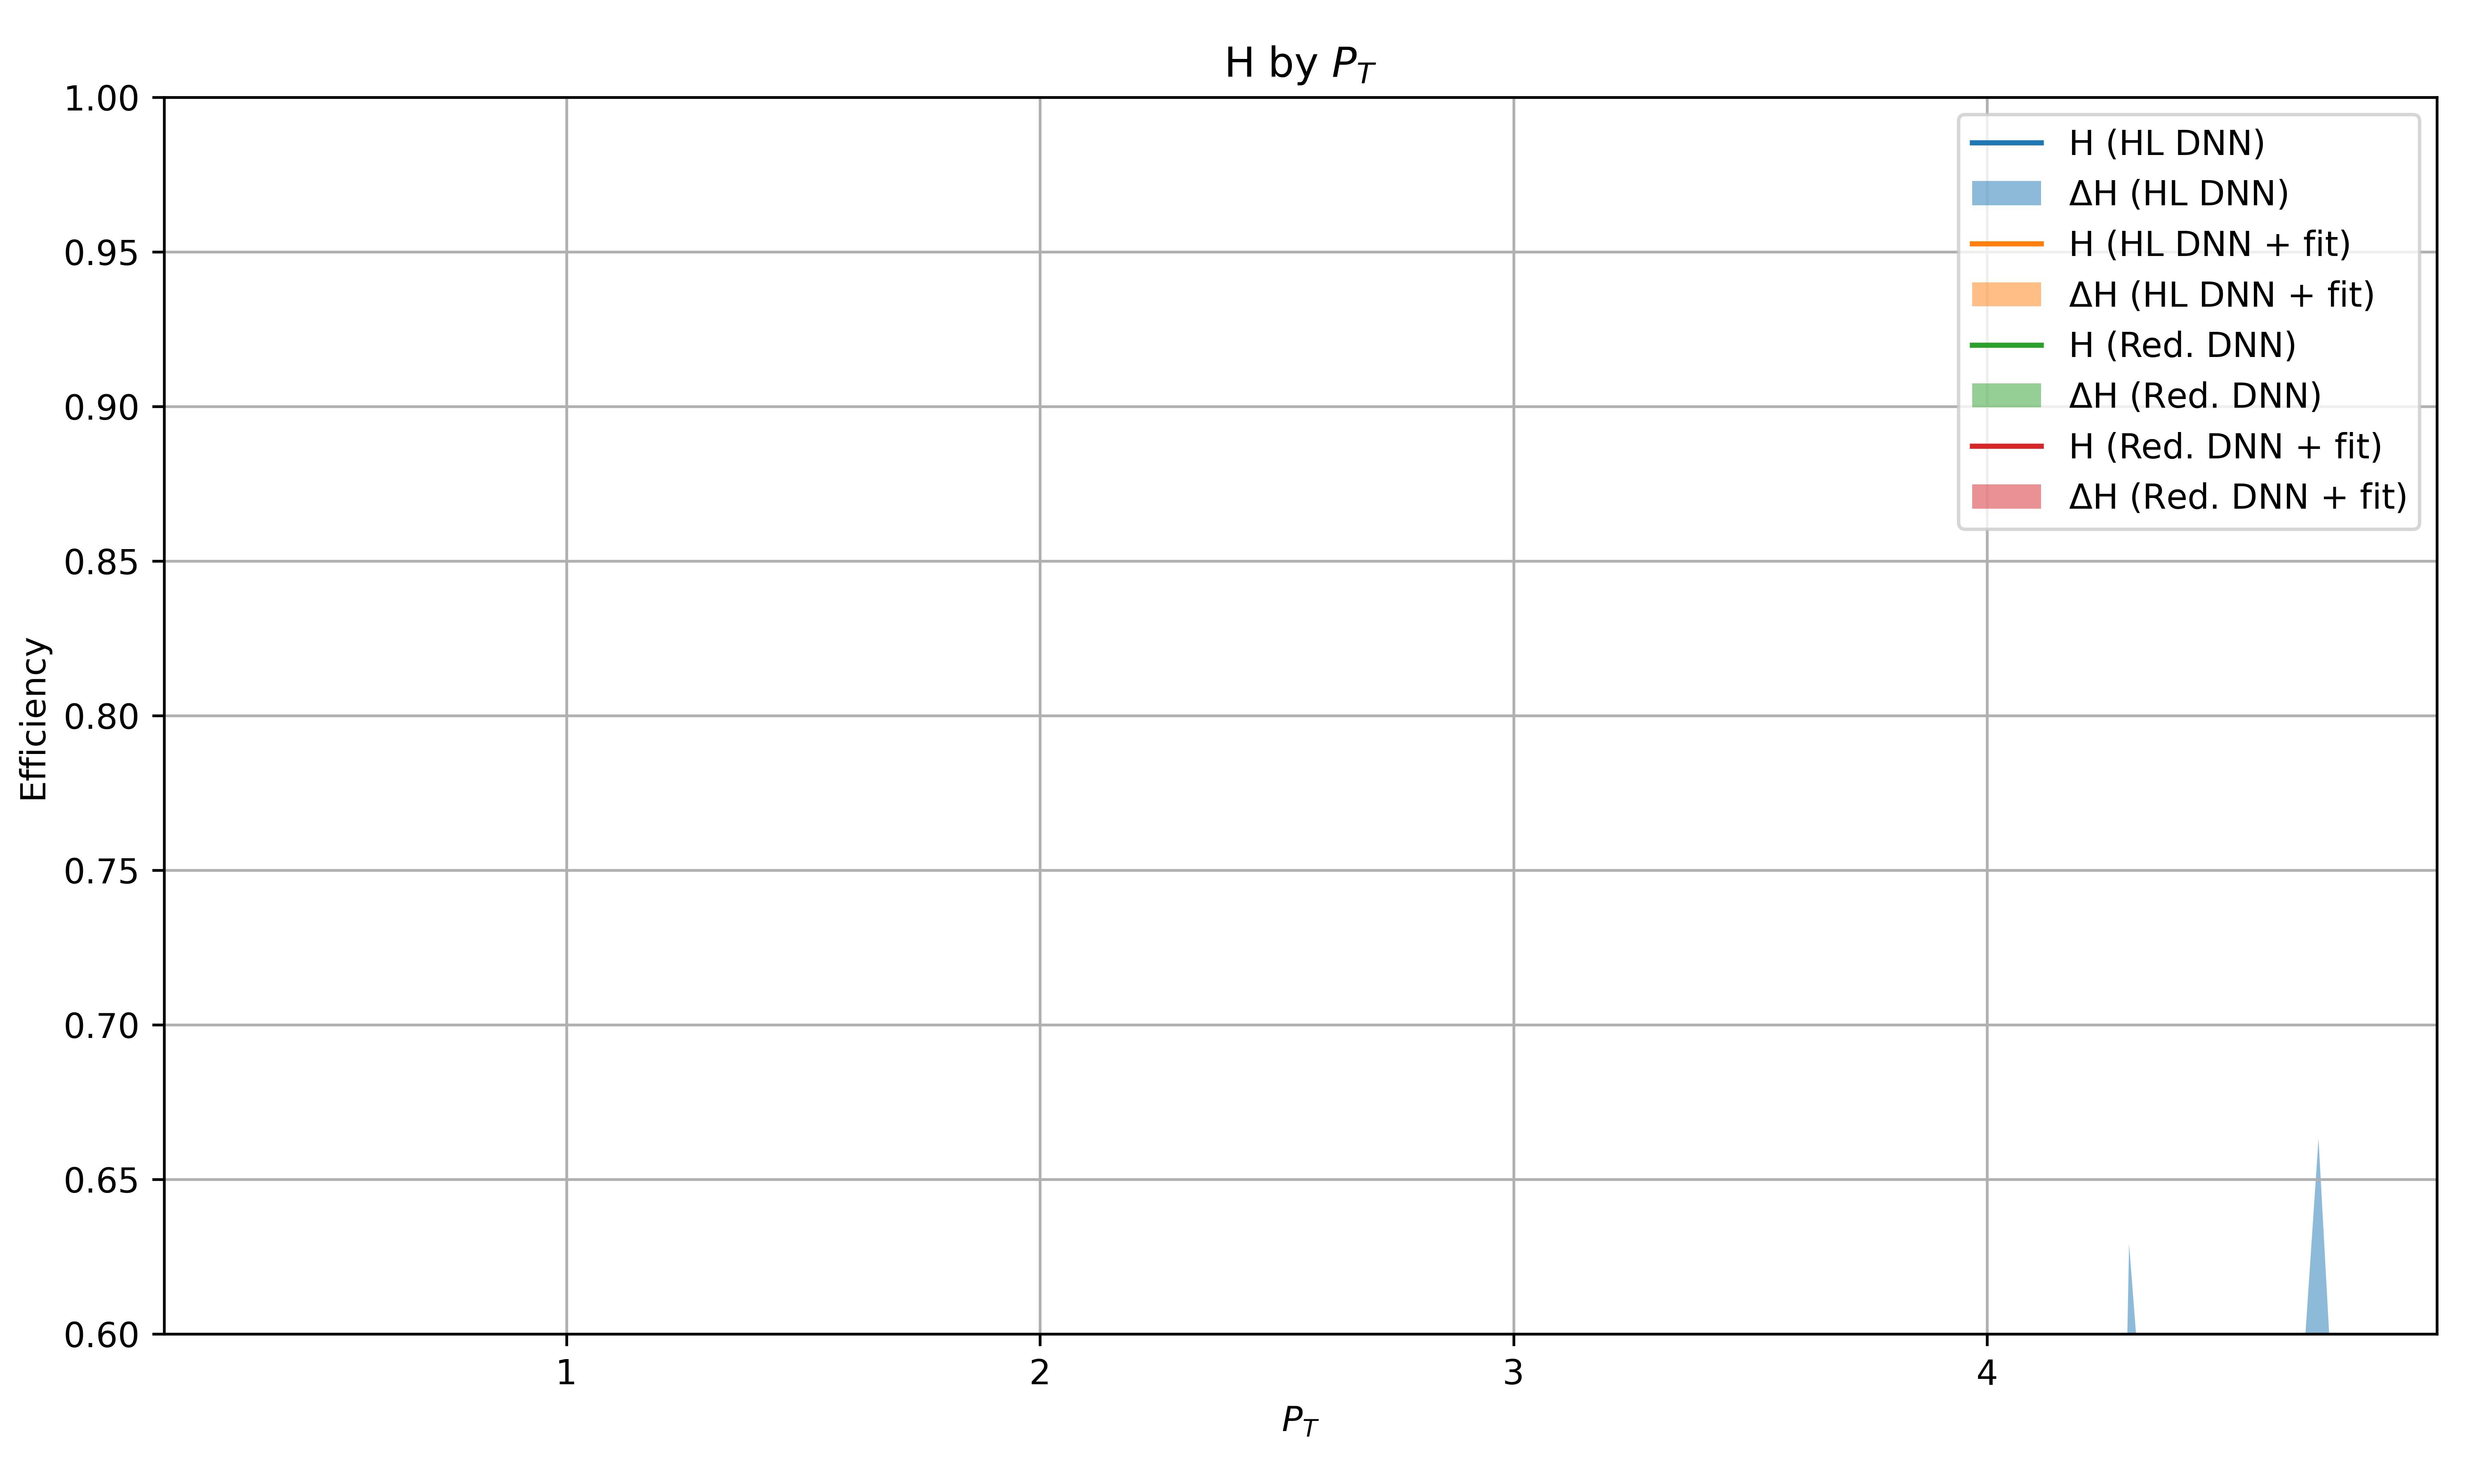 H by P_T
1.00
0.95
0.90
0.85
0.80
0.75
0.70
0.65
0.60
Efficiency
H (HL DNN)
ΔH (HL DNN)
H (HL DNN + fit)
ΔH (HL DNN + fit)
H (Red. DNN)
ΔH (Red. DNN)
H (Red. DNN + fit)
ΔH (Red. DNN + fit)
1 2 3 4
P_T